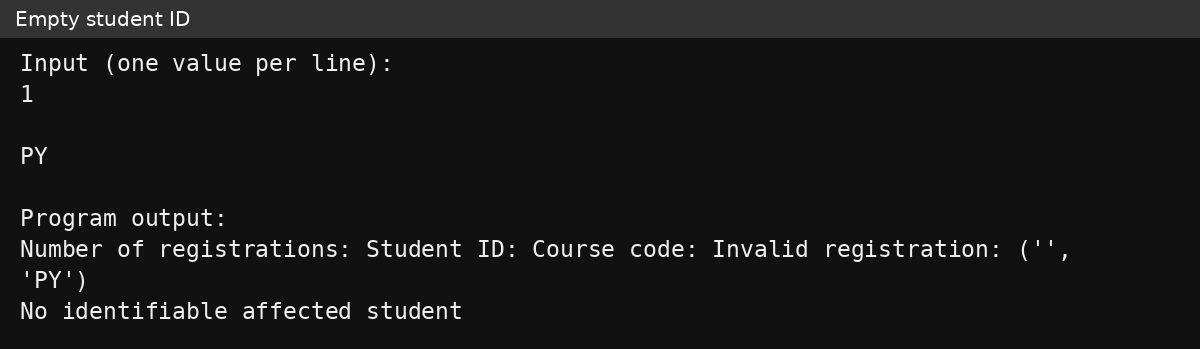 Empty student ID
Input (one value per line):
1
PY
Program output:
Number of registrations: Student ID: Course code: Invalid registration: ('',
'PY')
No identifiable affected student